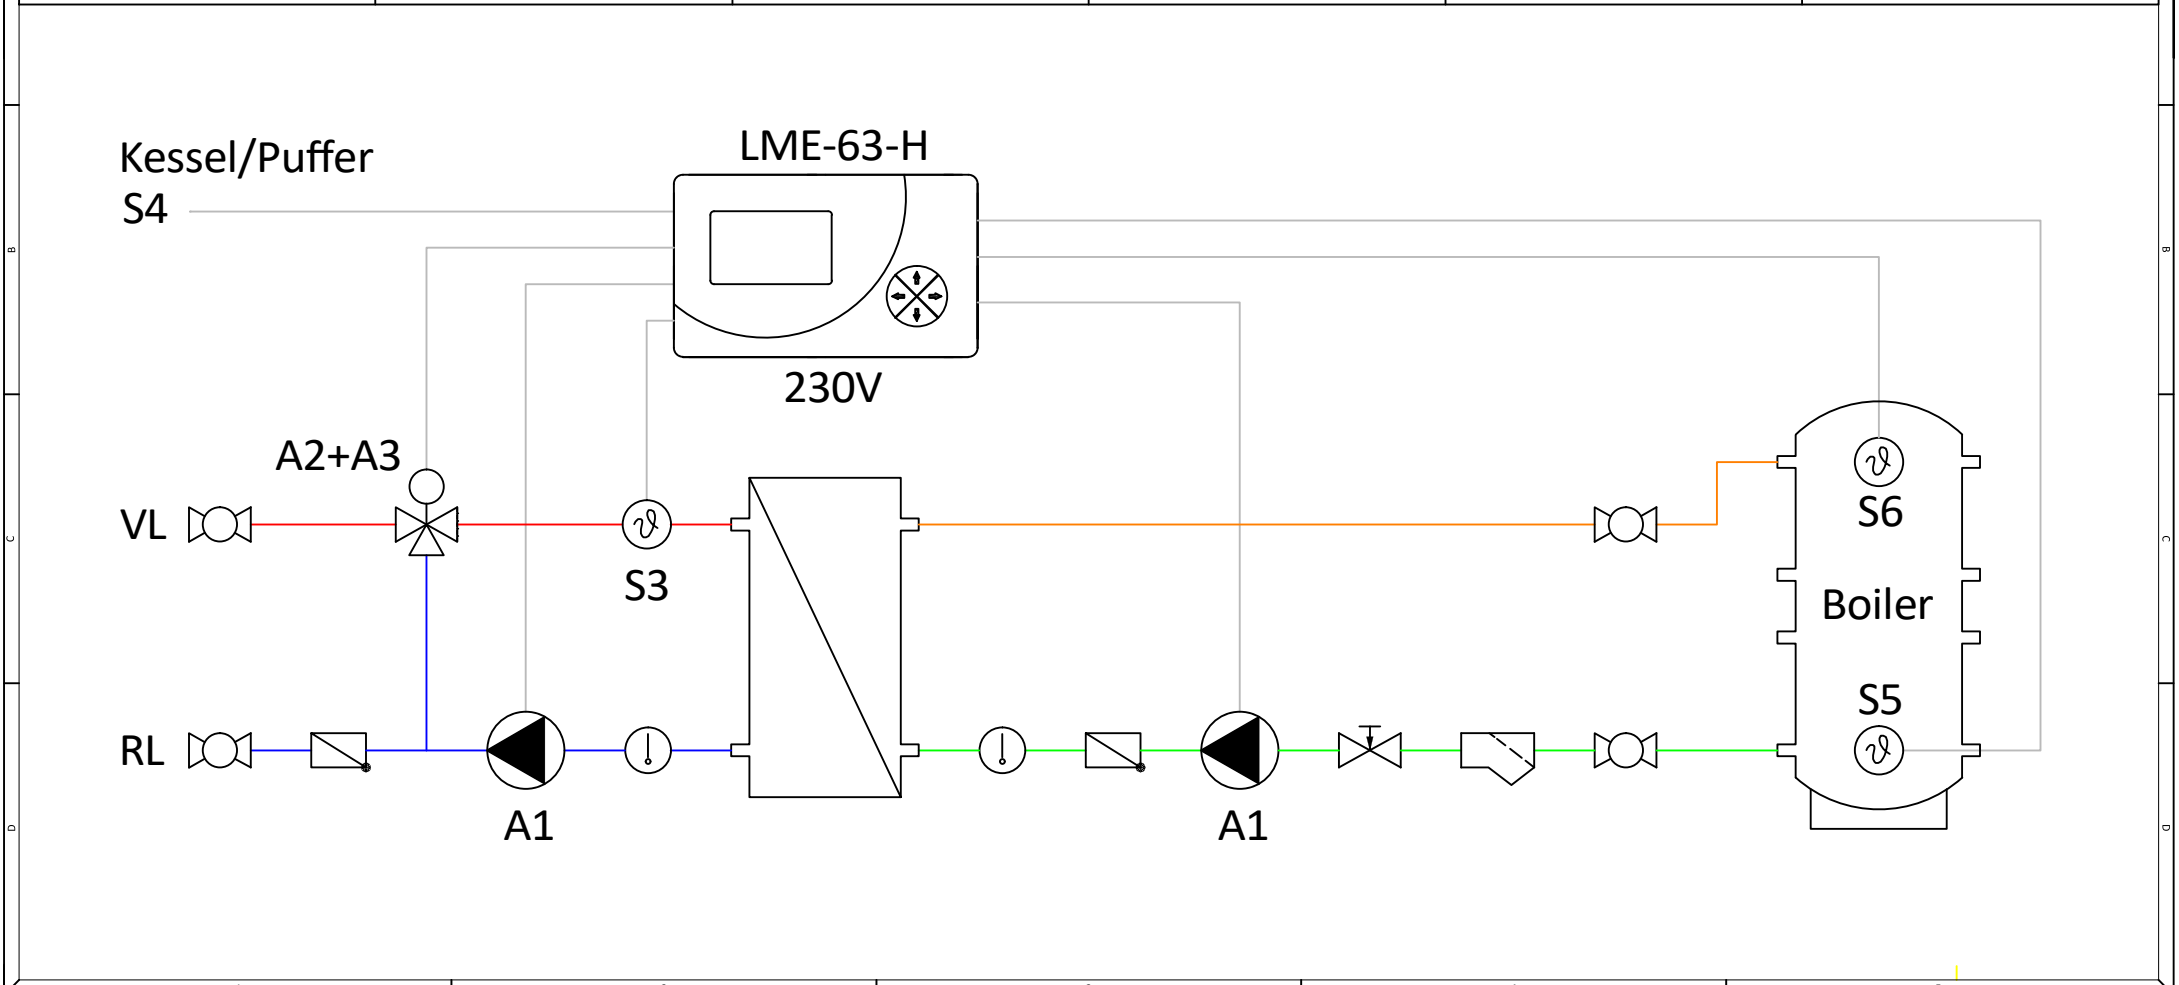 Kessel/Puffer
S4
LME-63-H
230V
A2+A3
VL
S3
S6
Boiler
S5
RL
A1
A1
B
B
C
C
D
D